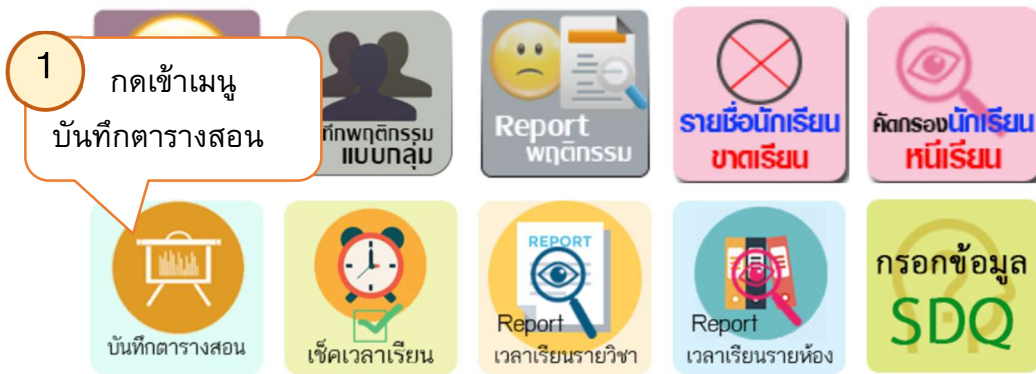 1
กดเข้าเมนู
บันทึกตารางสอน
พฤติกรรม
แบบกลุ่ม
Report
พฤติกรรม
รายชื่อนักเรียน
ขาดเรียน
คัดกรองนักเรียน
หนีเรียน
บันทึกตารางสอน
เช็คเวลาเรียน
REPORT
Report
เวลาเรียนรายวิชา
Report
เวลาเรียนรายห้อง
กรอกข้อมูล
SDQ